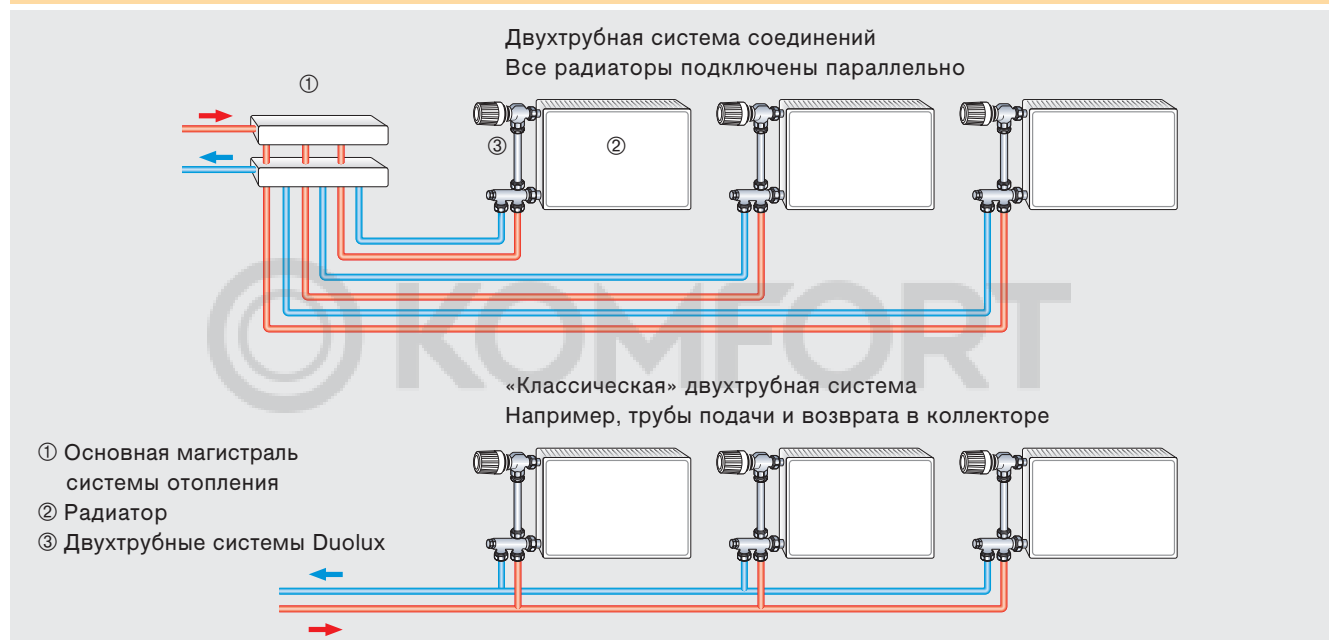 Двухтрубная система соединений
Все радиаторы подключены параллельно
①
③
②
KOMFORT
«Классическая» двухтрубная система
Например, трубы подачи и возврата в коллекторе
① Основная магистраль
системы отопления
② Радиатор
③ Двухтрубные системы Duolux